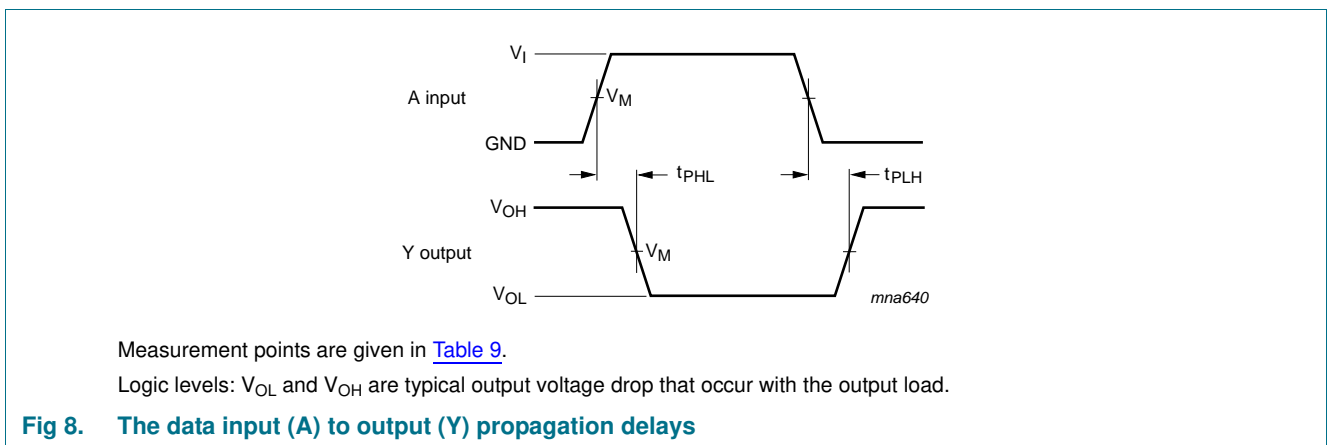 VI
A input
VM
GND
tPHL
tPLH
VOH
Y output
VM
VOL
mna640
Measurement points are given in Table 9.
Logic levels: VOL and VOH are typical output voltage drop that occur with the output load.
Fig 8. The data input (A) to output (Y) propagation delays